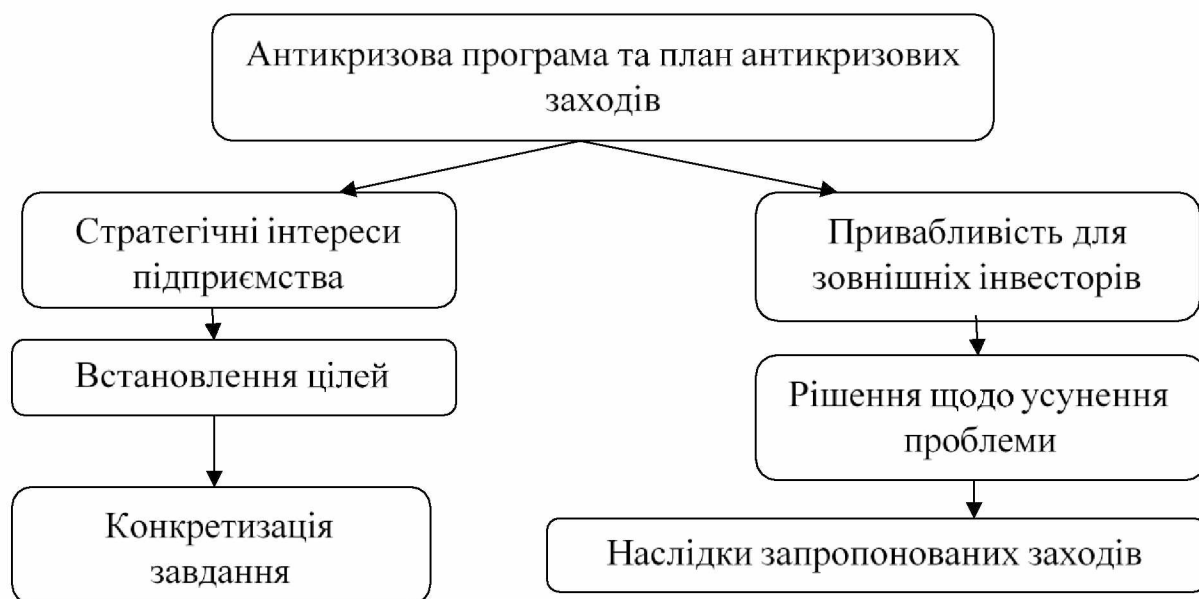 Антикризова програма та план антикризових
заходів
Стратегічні інтереси
підприємства
Привабливість для
зовнішніх інвесторів
Встановлення цілей
Рішення щодо усунення
проблеми
Конкретизація
завдання
Наслідки запропонованих заходів